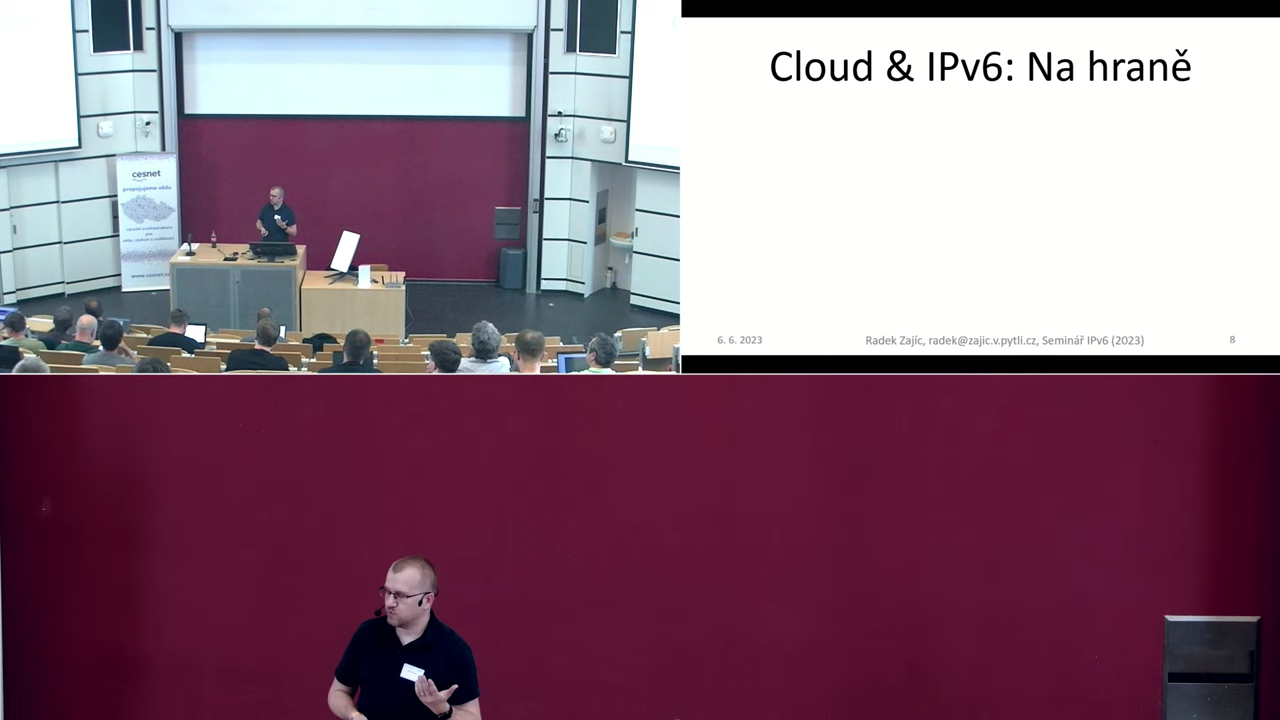 cesnet
propojujeme vědu
www.cesnet.cz
Cloud & IPv6: Na hraně
6. 6. 2023
Radek Zajíc, radek@zajic.v.pytli.cz, Seminář IPv6 (2023)
8